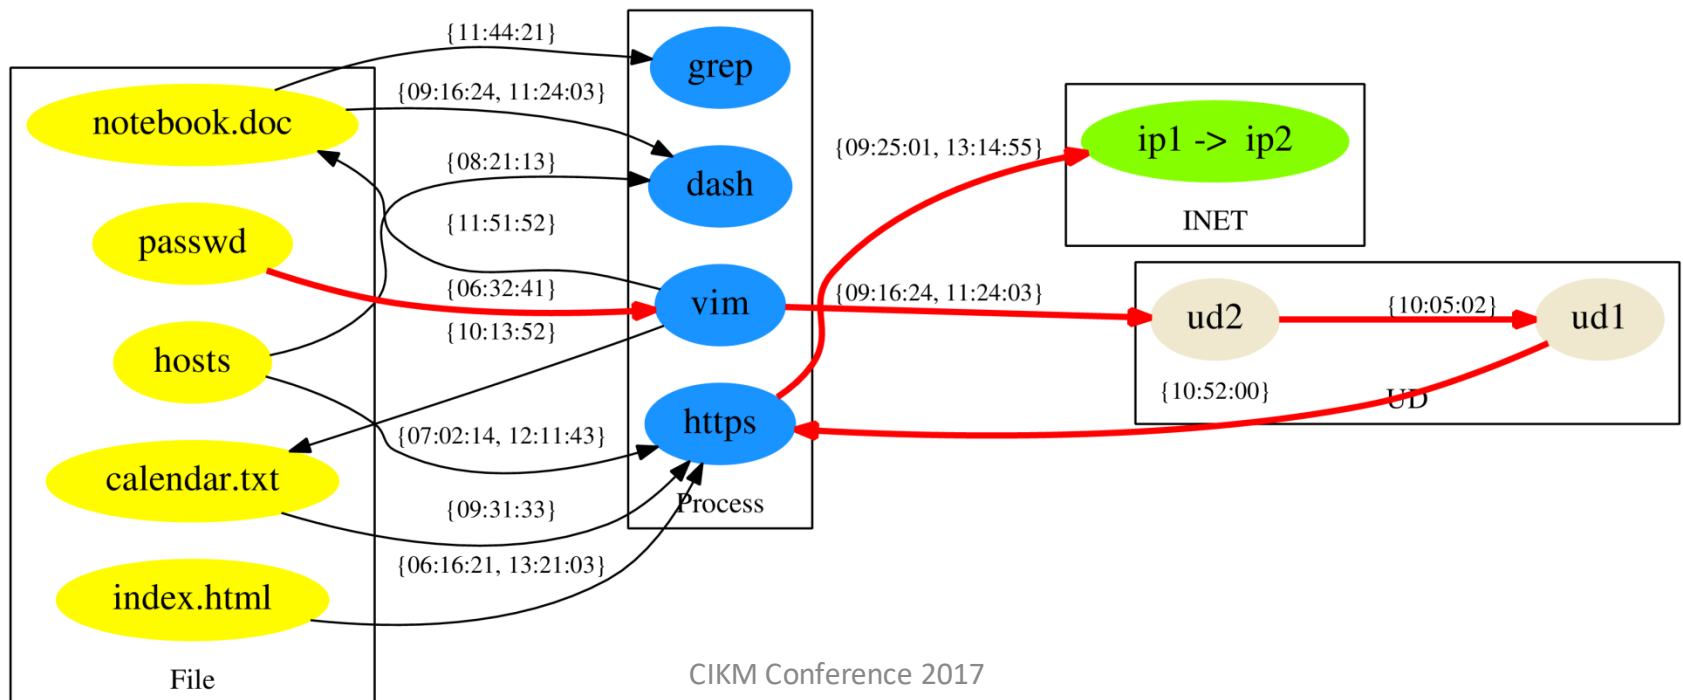 {11:44:21}
grep
{09:16:24, 11:24:03}
notebook.doc
ip1 -> ip2
{09:25:01, 13:14:55}
{08:21:13}
dash
INET
{11:51:52}
passwd
{06:32:41}
vim
{09:16:24, 11:24:03}
ud2
{10:05:02}
ud1
{10:13:52}
hosts
{10:52:00}
UD
https
{07:02:14, 12:11:43}
calendar.txt
{09:31:33}
Process
{06:16:21, 13:21:03}
index.html
File
CIKM Conference 2017